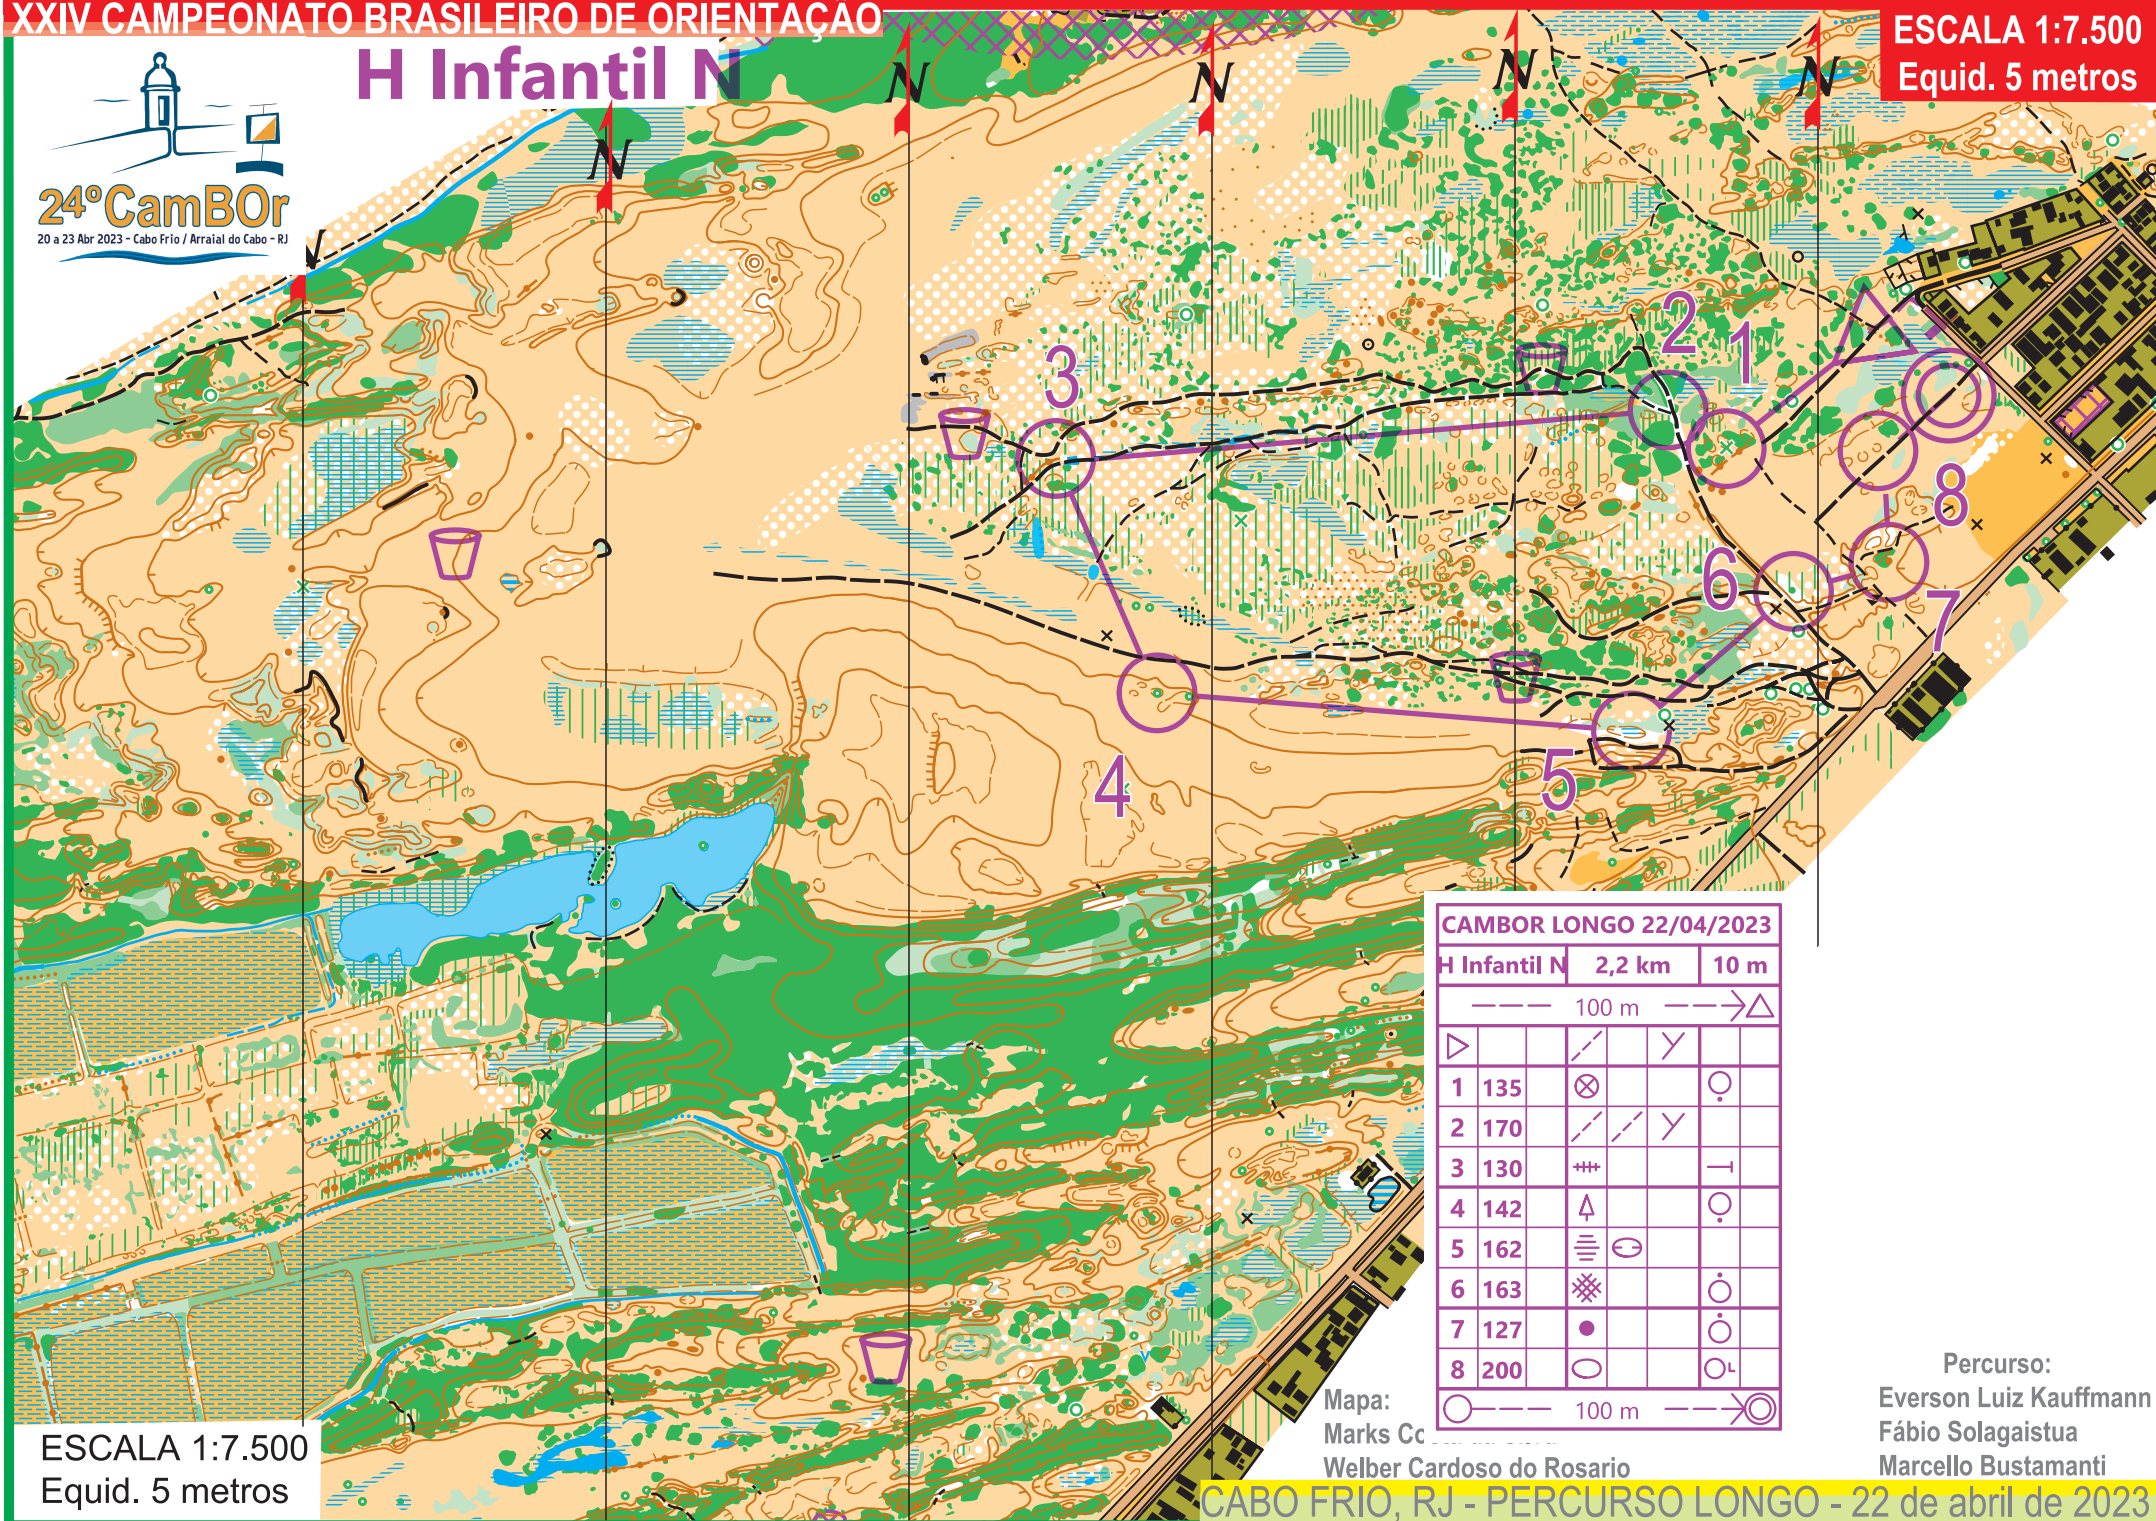 XXIV CAMPEONATO BRASILEIRO DE ORIENTAÇÃO
H Infantil N
ESCALA 1:7.500
Equid. 5 metros
24º CamBOr
20 a 23 Abr 2023 - Cabo Frio / Arraial do Cabo - RJ
N
N
N
N
N
N
1
2
3
4
5
6
7
8
CAMBOR LONGO 22/04/2023
H Infantil N 2,2 km 10 m
100 m
1 135
2 170
3 130
4 142
5 162
6 163
7 127
8 200
100 m
Mapa:
Marks
Welber Cardoso do Rosario
Percurso:
Everson Luiz Kauffmann
Fábio Solagaistua
Marcello Bustamanti
ESCALA 1:7.500
Equid. 5 metros
CABO FRIO, RJ - PERCURSO LONGO - 22 de abril de 2023